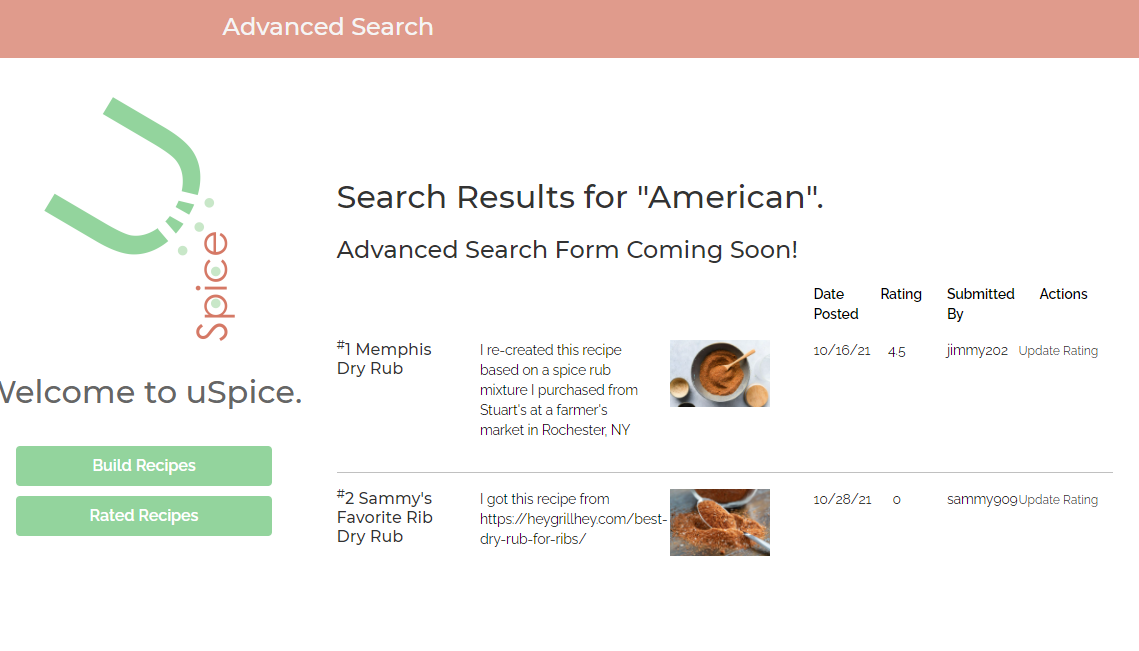 Advanced Search
Spice
Welcome to uSpice.
Build Recipes
Rated Recipes
Search Results for "American".
Advanced Search Form Coming Soon!
Date Posted
Rating
Submitted By
Actions
#1 Memphis
Dry Rub
I re-created this recipe
based on a spice rub
mixture I purchased from
Stuart's at a farmer's
market in Rochester, NY
10/16/21
4.5
jimmy202
Update Rating
#2 Sammy's
Favorite Rib
Dry Rub
I got this recipe from
https://heygrillhey.com/best-
dry-rub-for-ribs/
10/28/21
0
sammy909
Update Rating